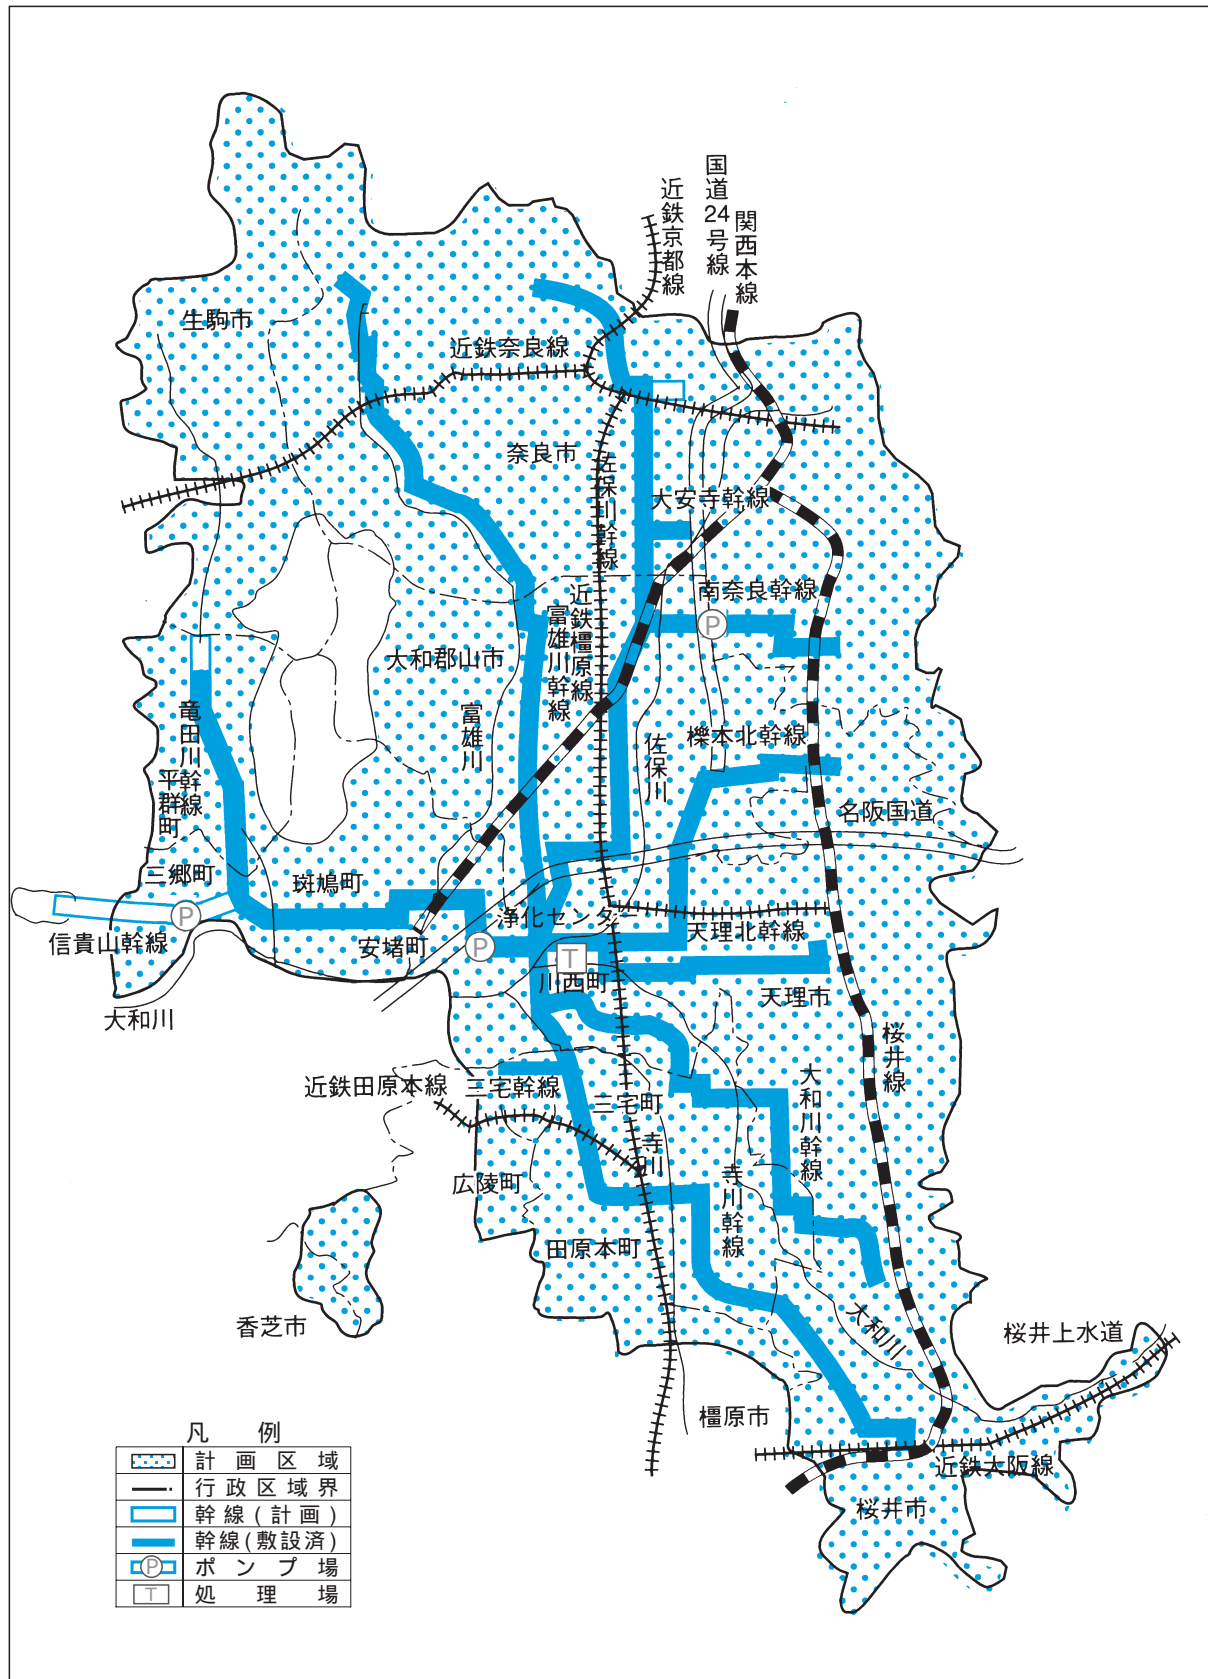 国道24号線
近鉄京都線
関西本線
生駒市
近鉄奈良線
奈良市
佐保川幹線
大安寺幹線
南奈良幹線
P
近鉄橿原線
富雄川幹線
大和郡山市
富雄川
竜田川幹線
平群町
佐保川
櫟本北幹線
名阪国道
三郷町
斑鳩町
P
浄化センター
信貴山幹線
安堵町
P
T
天理北幹線
川西町
天理市
大和川
桜井線
大和川幹線
近鉄田原本線
三宅幹線
三宅町
寺川
寺川幹線
広陵町
田原本町
香芝市
大和川
桜井上水道
橿原市
近鉄大阪線
桜井市
凡例
計画区域
行政区域界
幹線(計画)
幹線(敷設済)
P ポンプ場
T 処理場